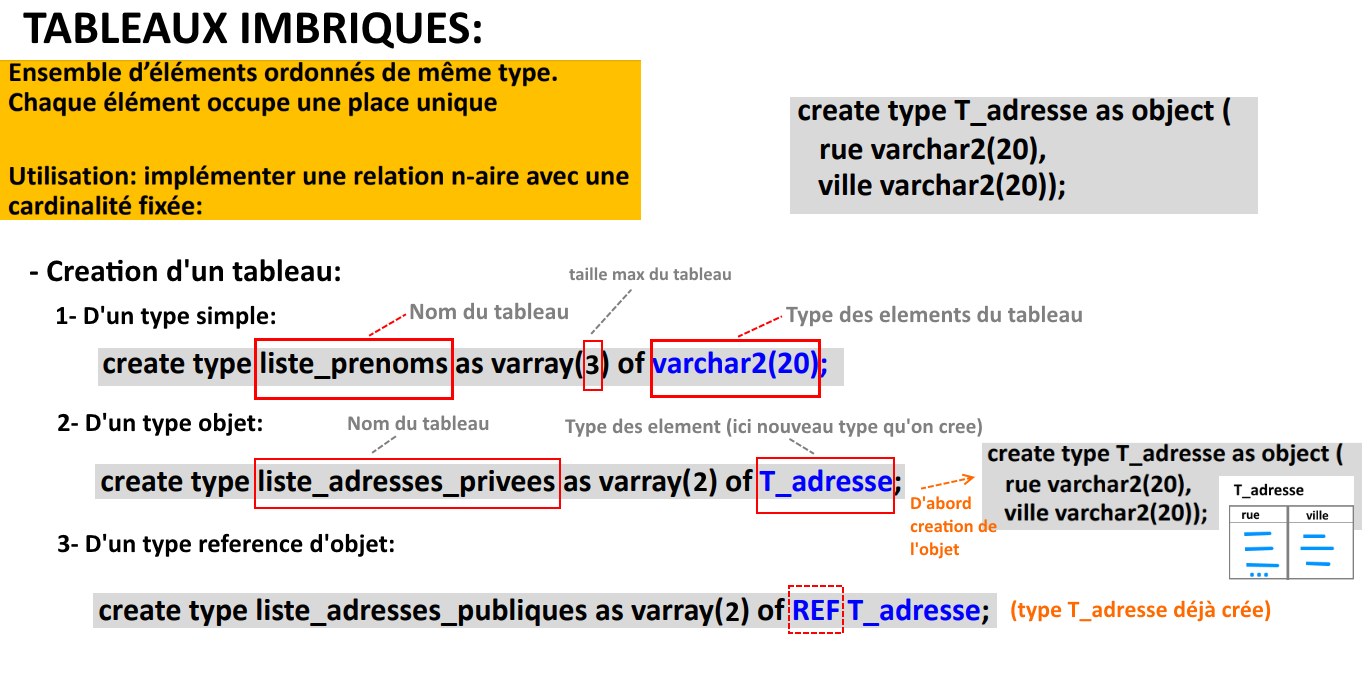 TABLEAUX IMBRIQUES:
Ensemble d’éléments ordonnés de même type.
Chaque élément occupe une place unique
Utilisation: implémenter une relation n-aire avec une
cardinalité fixée:
create type T_adresse as object (
rue varchar2(20),
ville varchar2(20));
- Creation d'un tableau:
taille max du tableau
1- D'un type simple:
Nom du tableau
Type des elements du tableau
create type liste_prenoms as varray(3) of varchar2(20);
2- D'un type objet:
Nom du tableau
Type des element (ici nouveau type qu'on cree)
create type liste_adresses_privees as varray(2) of T_adresse;
D'abord
creation de
l'objet
create type T_adresse as object (
rue varchar2(20),
ville varchar2(20));
T_adresse
rue ville
3- D'un type reference d'objet:
create type liste_adresses_publiques as varray(2) of REF T_adresse;
(type T_adresse déjà crée)